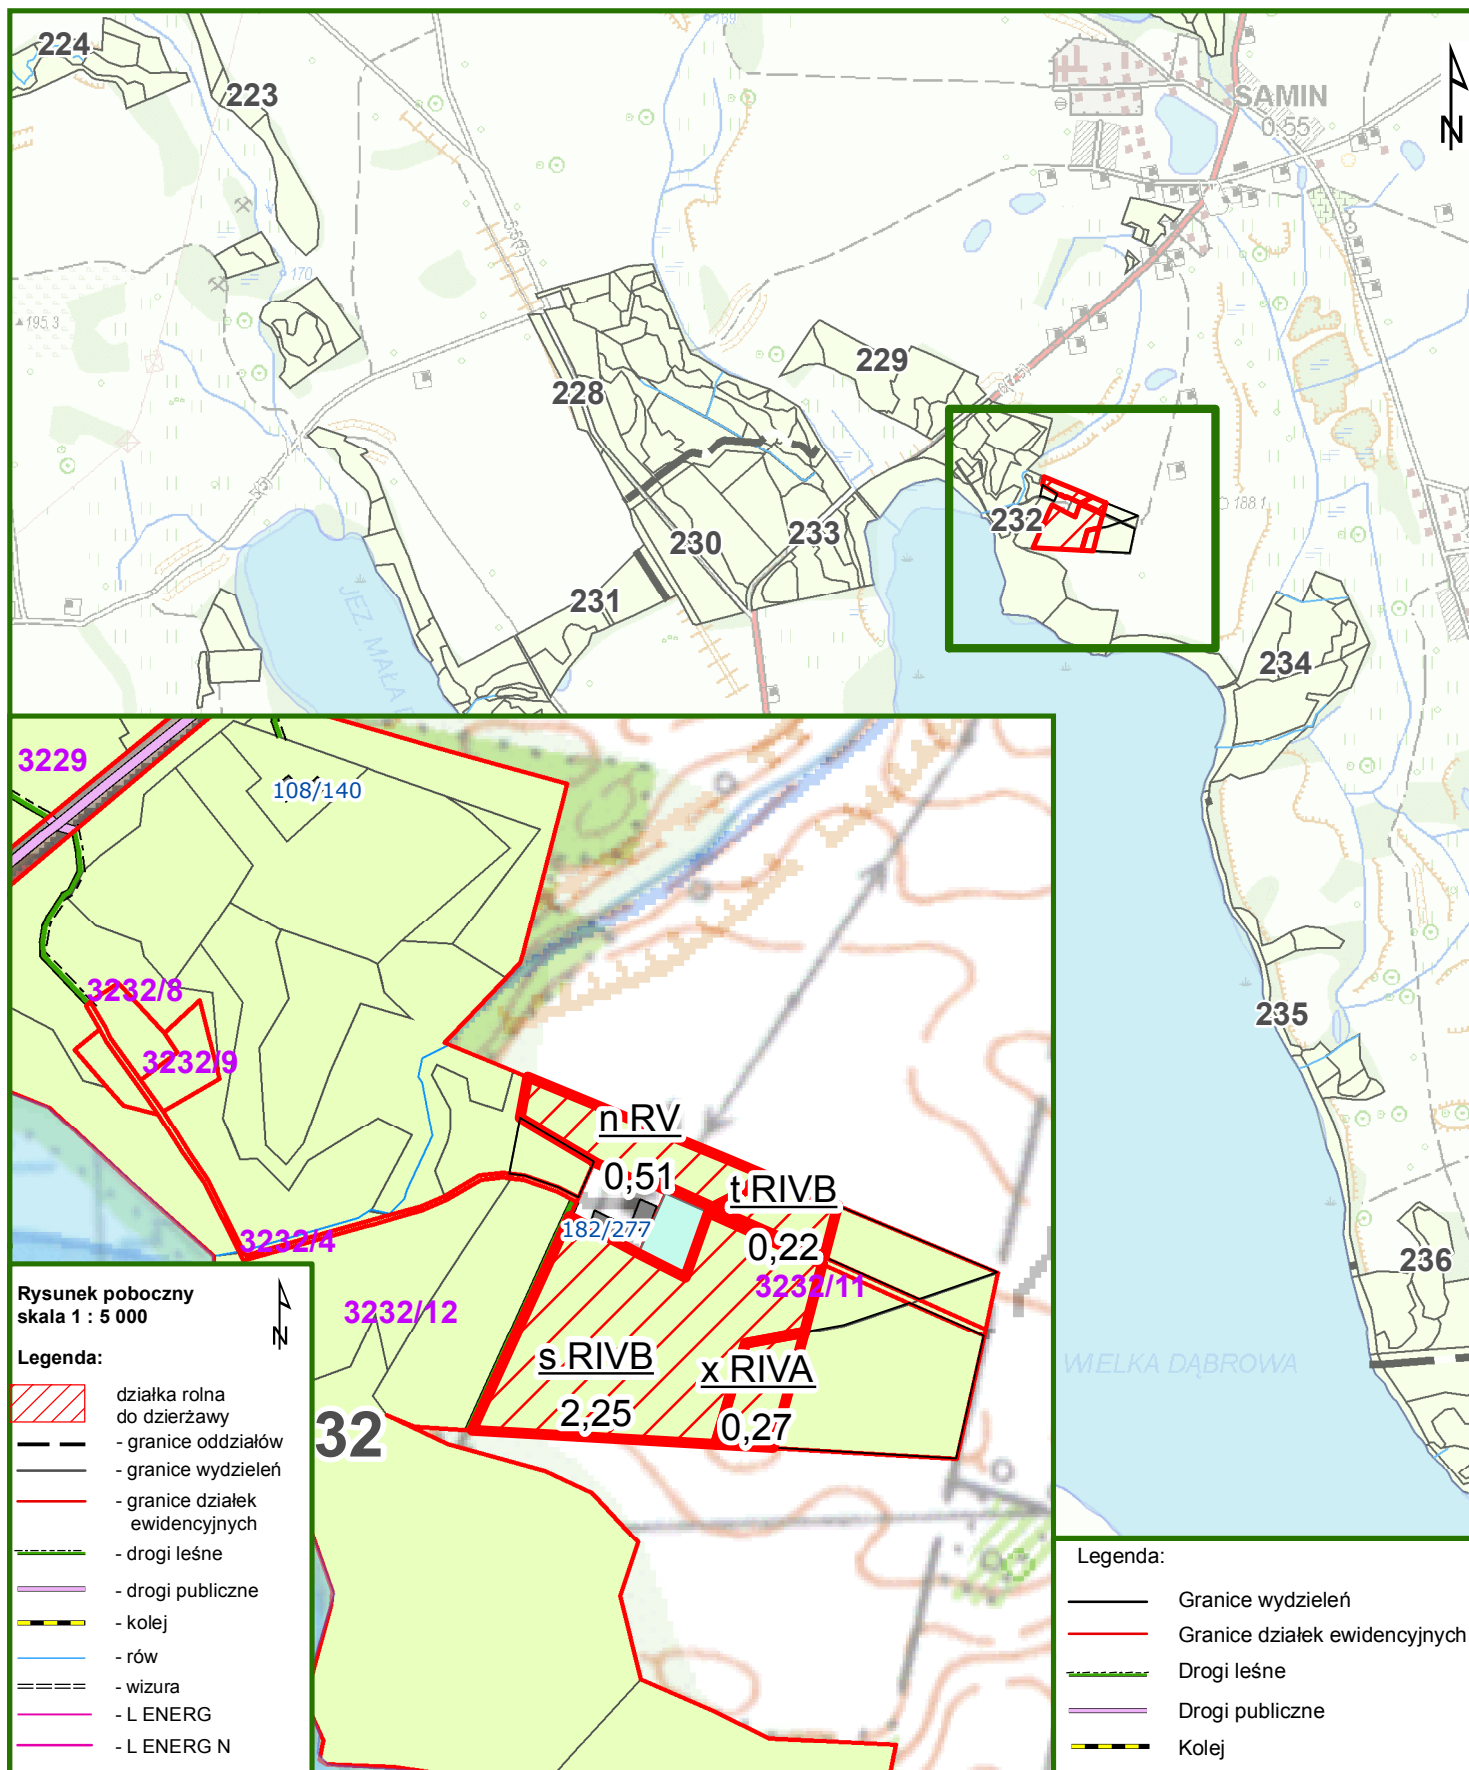 224
223
169
SAMIN
0.55
N
170
195.3
228
229
188.1
232
230
233
231
JEZ. MAŁA
234
235
236
WIELKA DĄBROWA
3229
108/140
3232/8
3232/9
n RV
0,51
t RIVB
0,22
182/277
3232/4
3232/11
3232/12
s RIVB
2,25
x RIVA
0,27
32
Rysunek poboczny
skala 1 : 5 000
N
Legenda:
działka rolna
do dzierżawy
- granice oddziałów
- granice wydzieleń
- granice działek
ewidencyjnych
- drogi leśne
- drogi publiczne
- kolej
- rów
- wizura
- L ENERG
- L ENERG N
Legenda:
Granice wydzieleń
Granice działek ewidencyjnych
Drogi leśne
Drogi publiczne
Kolej